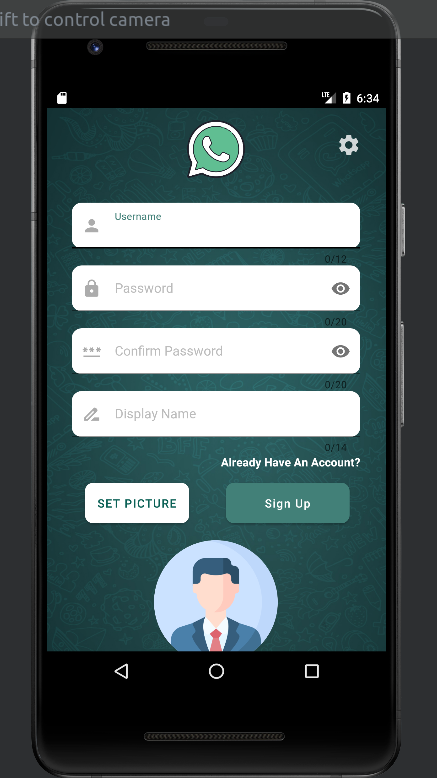 ift to control camera
LTE 6:34
Username
0/12
Password
0/20
***
Confirm Password
0/20
Display Name
0/14
Already Have An Account?
SET PICTURE
Sign Up